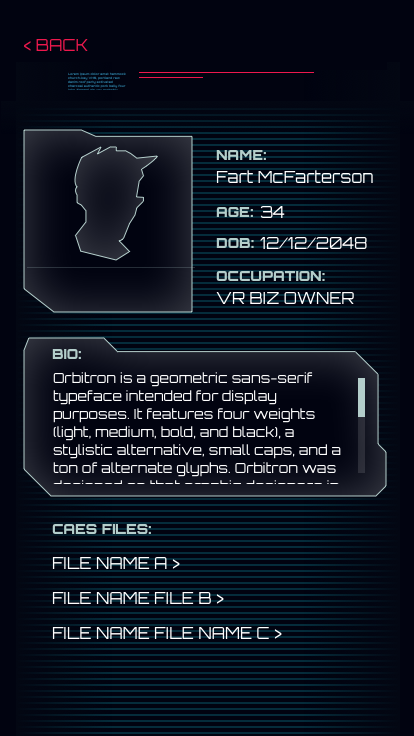 < BACK
NAME:
Fart McFarterson
AGE: 34
DOB: 12/12/2048
OCCUPATION:
VR BIZ OWNER
BIO:
Orbitron is a geometric sans-serif
typeface intended for display
purposes. It features four weights
(light, medium, bold, and black), a
stylistic alternative, small caps, and a
ton of alternate glyphs. Orbitron was
CAES FILES:
FILE NAME A >
FILE NAME FILE B >
FILE NAME FILE NAME C >